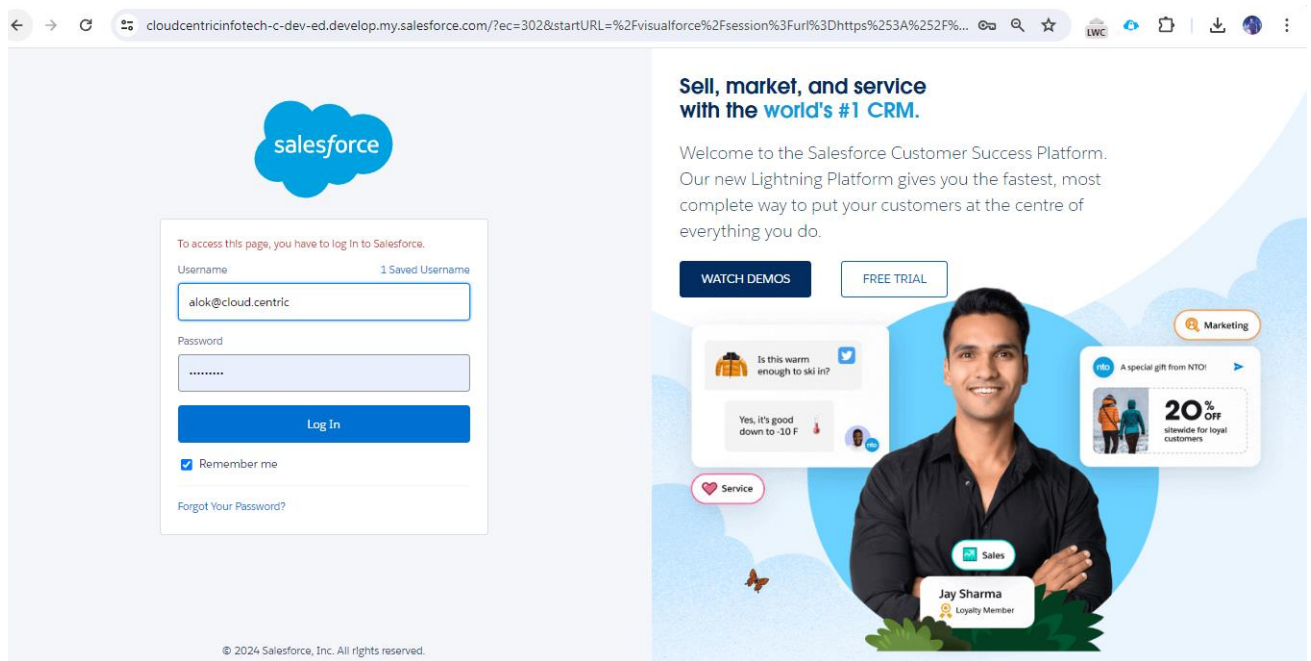 cloudcentricinfotech-c-dev-ed.develop.my.salesforce.com/?ec=302&startURL=%2Fvisualforce%2Fsession%3Furl%3Dhttps%253A%252F%...
LWC
salesforce
To access this page, you have to log in to Salesforce.
Username 1 Saved Username
alok@cloud.centric
Password
.........
Log In
Remember me
Forgot Your Password?
© 2024 Salesforce, Inc. All rights reserved.
Sell, market, and service
with the world's #1 CRM.
Welcome to the Salesforce Customer Success Platform.
Our new Lightning Platform gives you the fastest, most
complete way to put your customers at the centre of
everything you do.
WATCH DEMOS FREE TRIAL
Marketing
Is this warm
enough to ski in?
Yes, it's good
down to -10 F
nto
Service
nto A special gift from NTO!
20% OFF
sitewide for loyal
customers
Sales
Jay Sharma
Loyalty Member